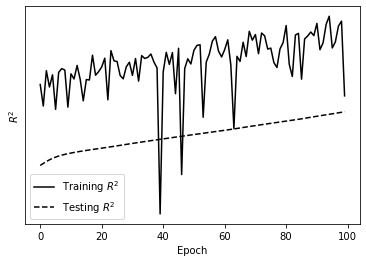 R²
Training R²
Testing R²
0 20 40 60 80 100
Epoch